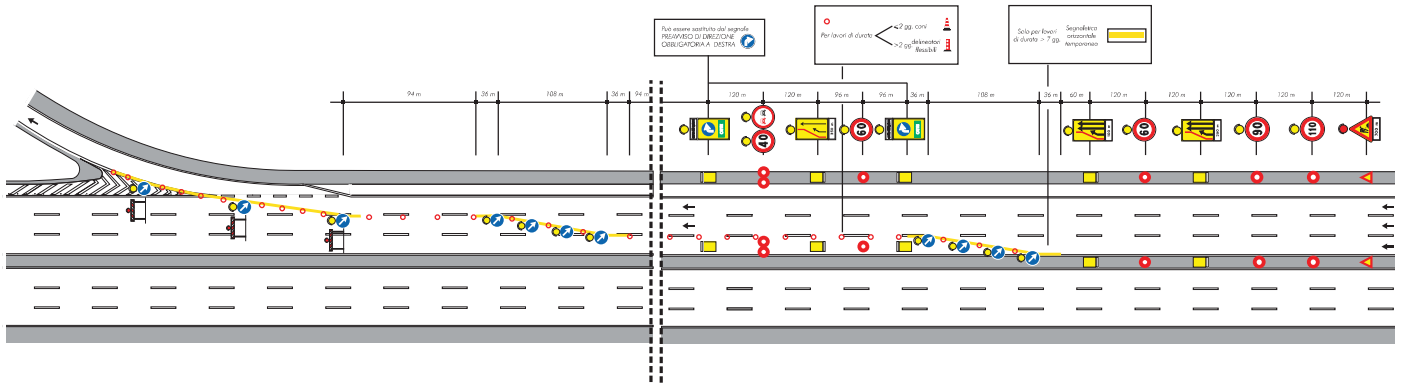 Può essere sostituito dal segnale
PREAVVISO DI DIREZIONE
OBBLIGATORIA A DESTRA
Per lavori di durata
<2 gg. coni
>2 gg. delineatori
flessibili
Solo per lavori
di durata > 7 gg.
Segnaletica
orizzontale
temporanea
94 m
36 m
108 m
36 m
94 m
120 m
120 m
96 m
96 m
36 m
108 m
36 m
60 m
120 m
120 m
120 m
120 m
40
60
60
90
110